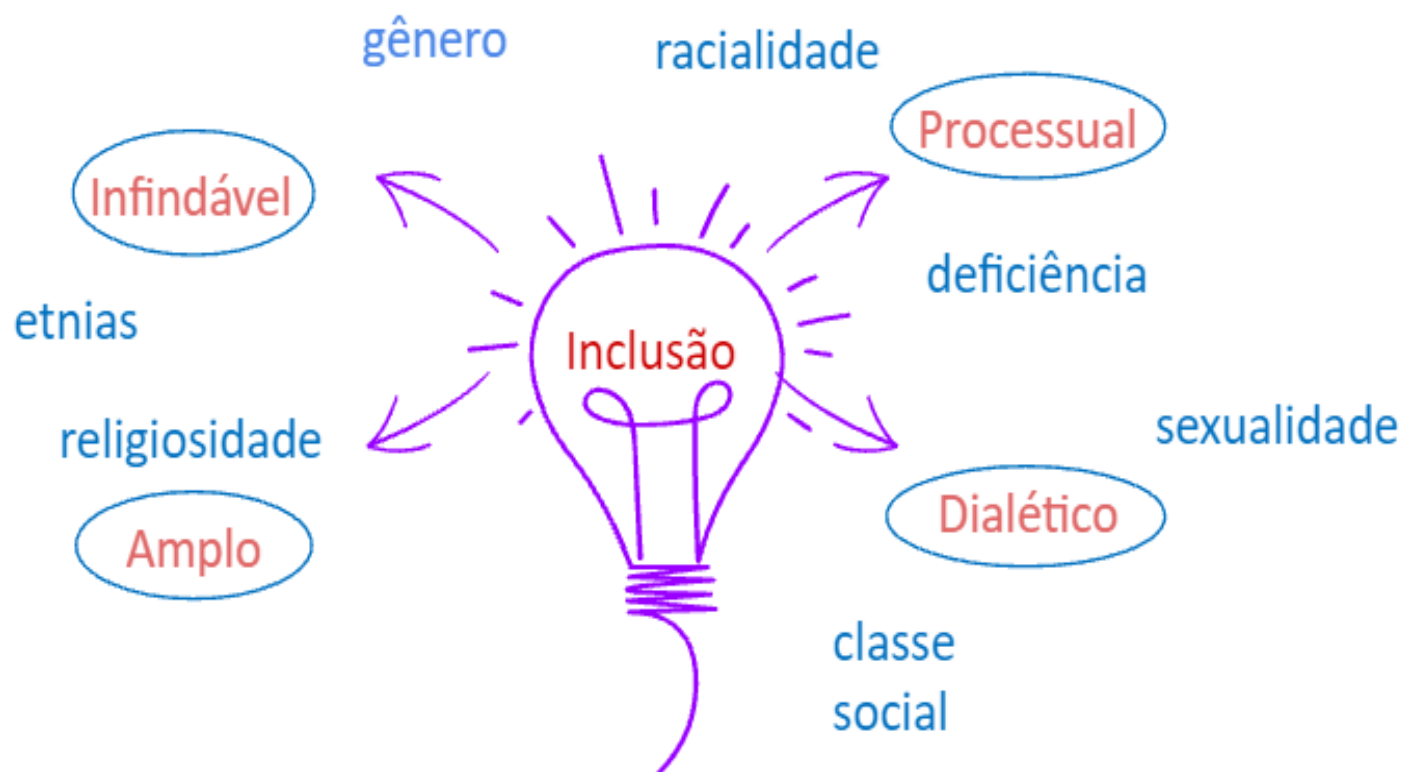 gênero
racialidade
Processual
Infindável
deficiência
etnias
Inclusão
religiosidade
sexualidade
Amplo
Dialético
classe
social